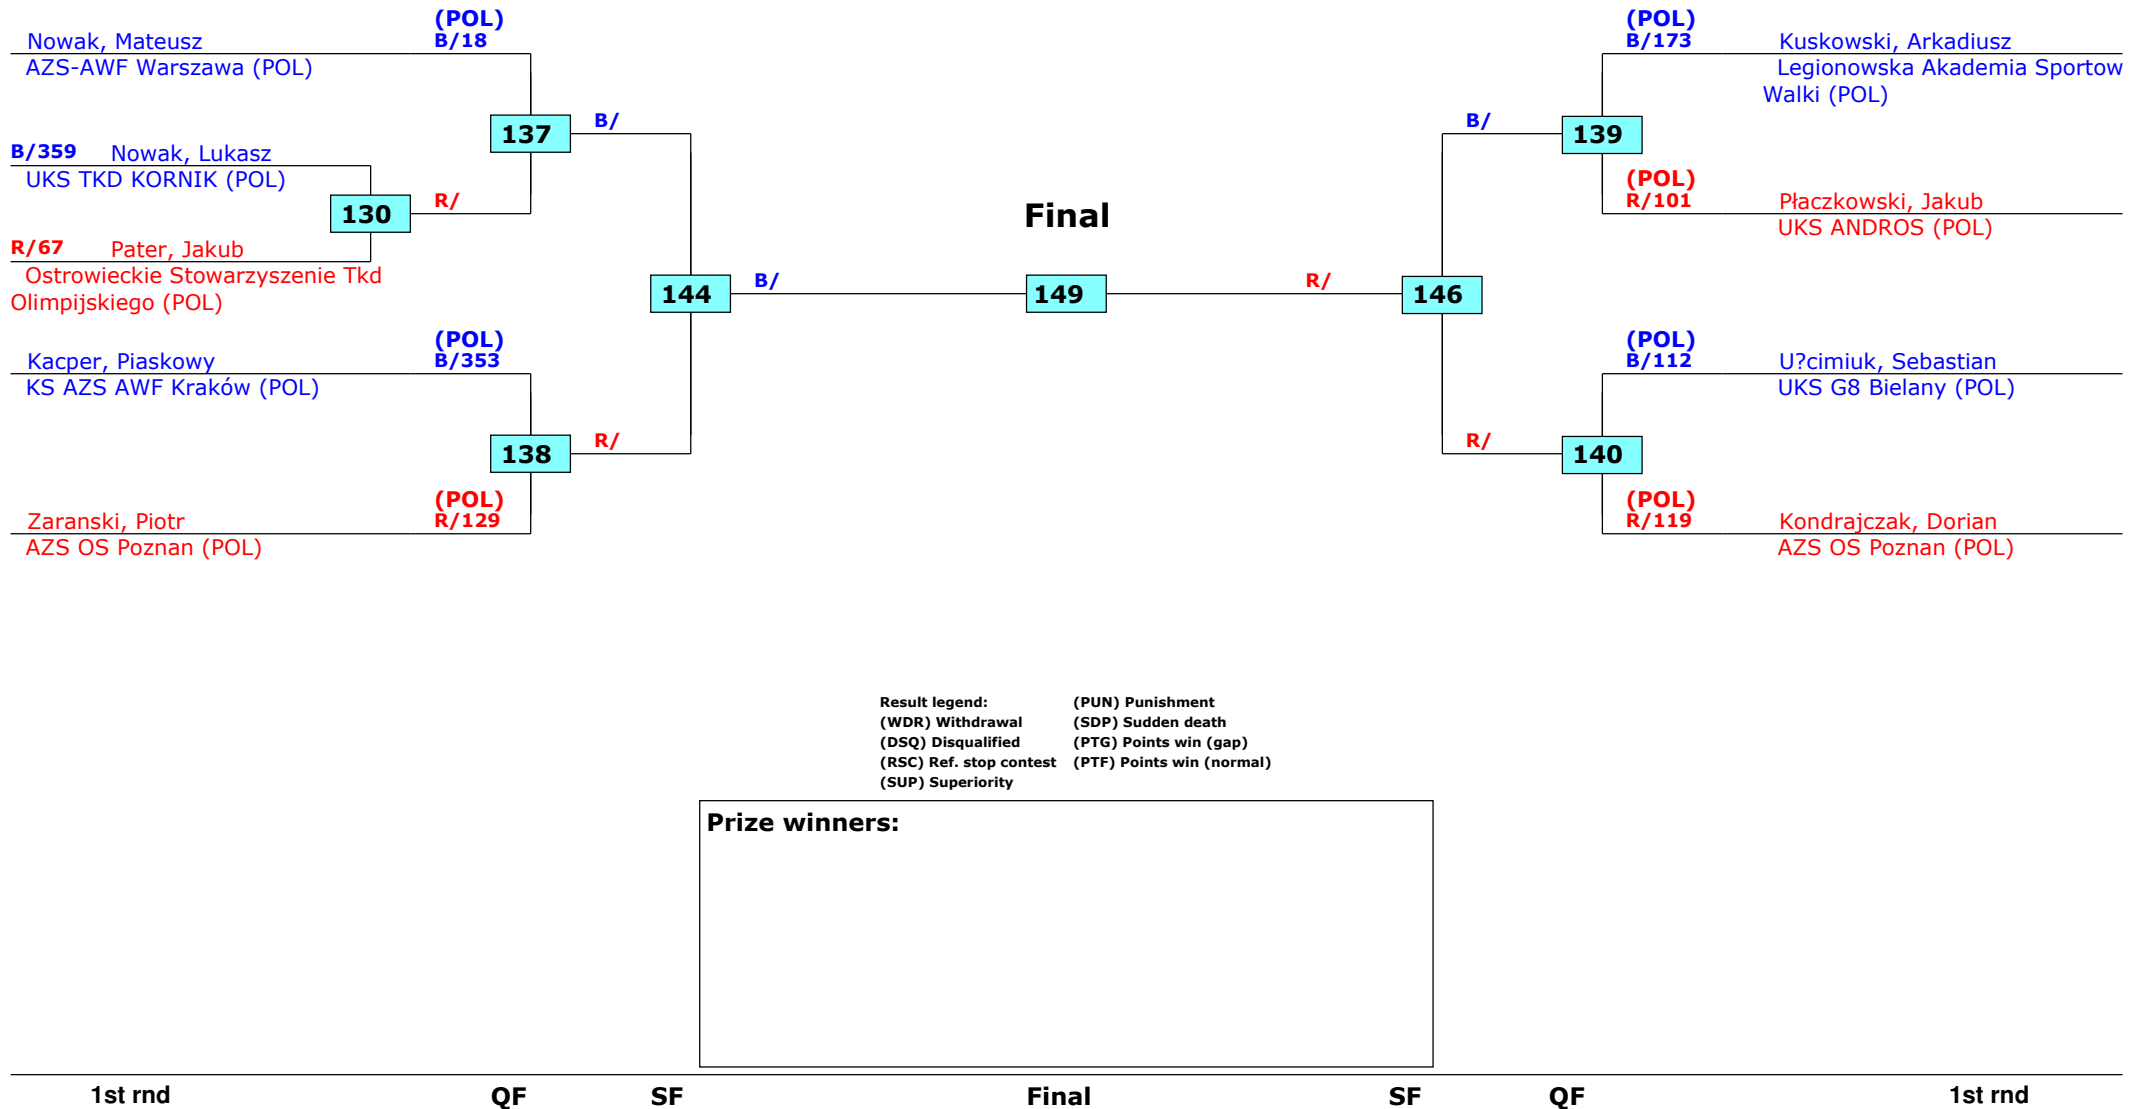 (POL)
Nowak, Mateusz B/18
AZS-AWF Warszawa (POL)
137 B/
B/359 Nowak, Lukasz
UKS TKD KORNIK (POL)
130 R/
R/67 Pater, Jakub
Ostrowieckie Stowarzyszenie Tkd
Olimpijskiego (POL)
144 B/
(POL)
Kacper, Piaskowy B/353
KS AZS AWF Kraków (POL)
138 R/
(POL)
Zaranski, Piotr R/129
AZS OS Poznan (POL)
Final
149
(POL)
B/173 Kuskowski, Arkadiusz
Legionowska Akademia Sportow
Walki (POL)
B/ 139
(POL)
R/101 Płaczkowski, Jakub
UKS ANDROS (POL)
R/ 146
(POL)
B/112 U?cimiuk, Sebastian
UKS G8 Bielany (POL)
R/ 140
(POL)
R/119 Kondrajczak, Dorian
AZS OS Poznan (POL)
Result legend: (PUN) Punishment
(WDR) Withdrawal (SDP) Sudden death
(DSQ) Disqualified (PTG) Points win (gap)
(RSC) Ref. stop contest (PTF) Points win (normal)
(SUP) Superiority
Prize winners:
1st rnd QF SF Final SF QF 1st rnd